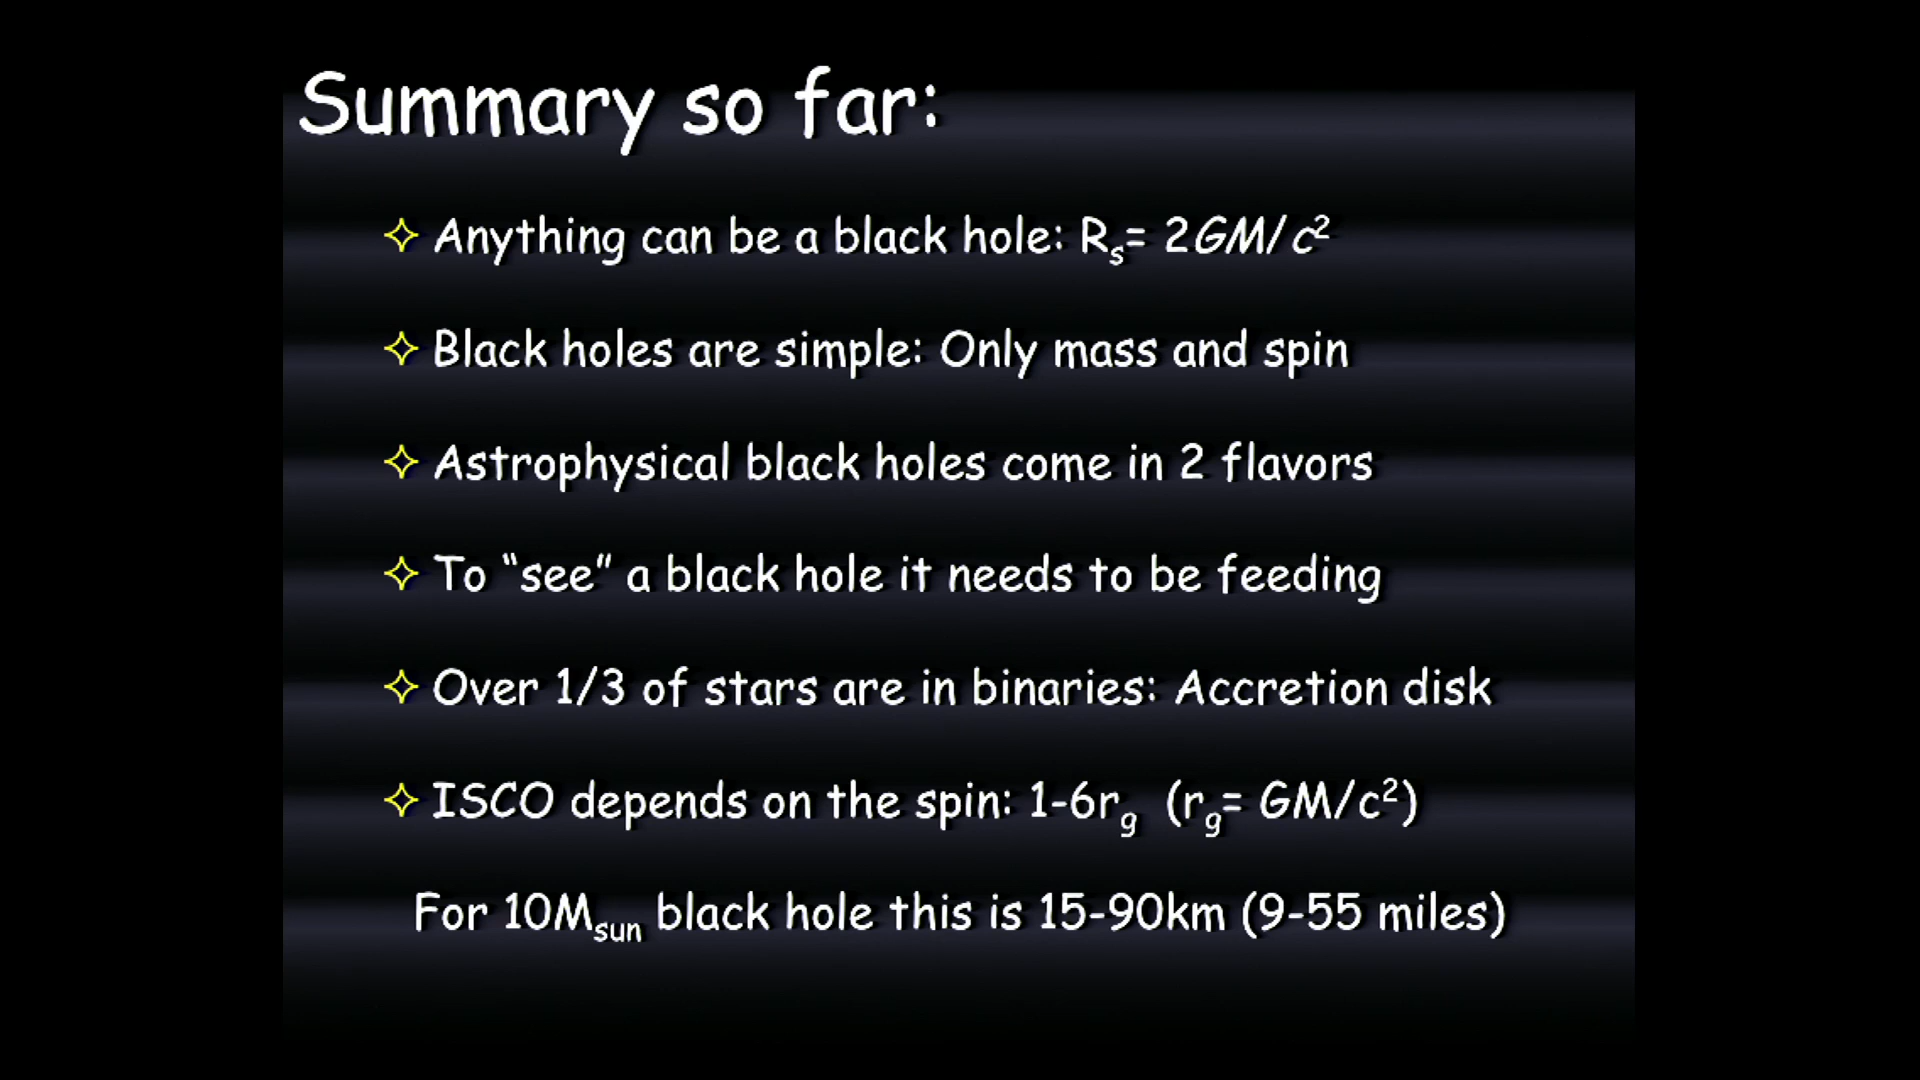 Summary so far:
✧ Anything can be a black hole: Rₛ= 2GM/c²
✧ Black holes are simple: Only mass and spin
✧ Astrophysical black holes come in 2 flavors
✧ To “see” a black hole it needs to be feeding
✧ Over 1/3 of stars are in binaries: Accretion disk
✧ ISCO depends on the spin: 1-6r_g (r_g= GM/c²)
For 10M_sun black hole this is 15-90km (9-55 miles)